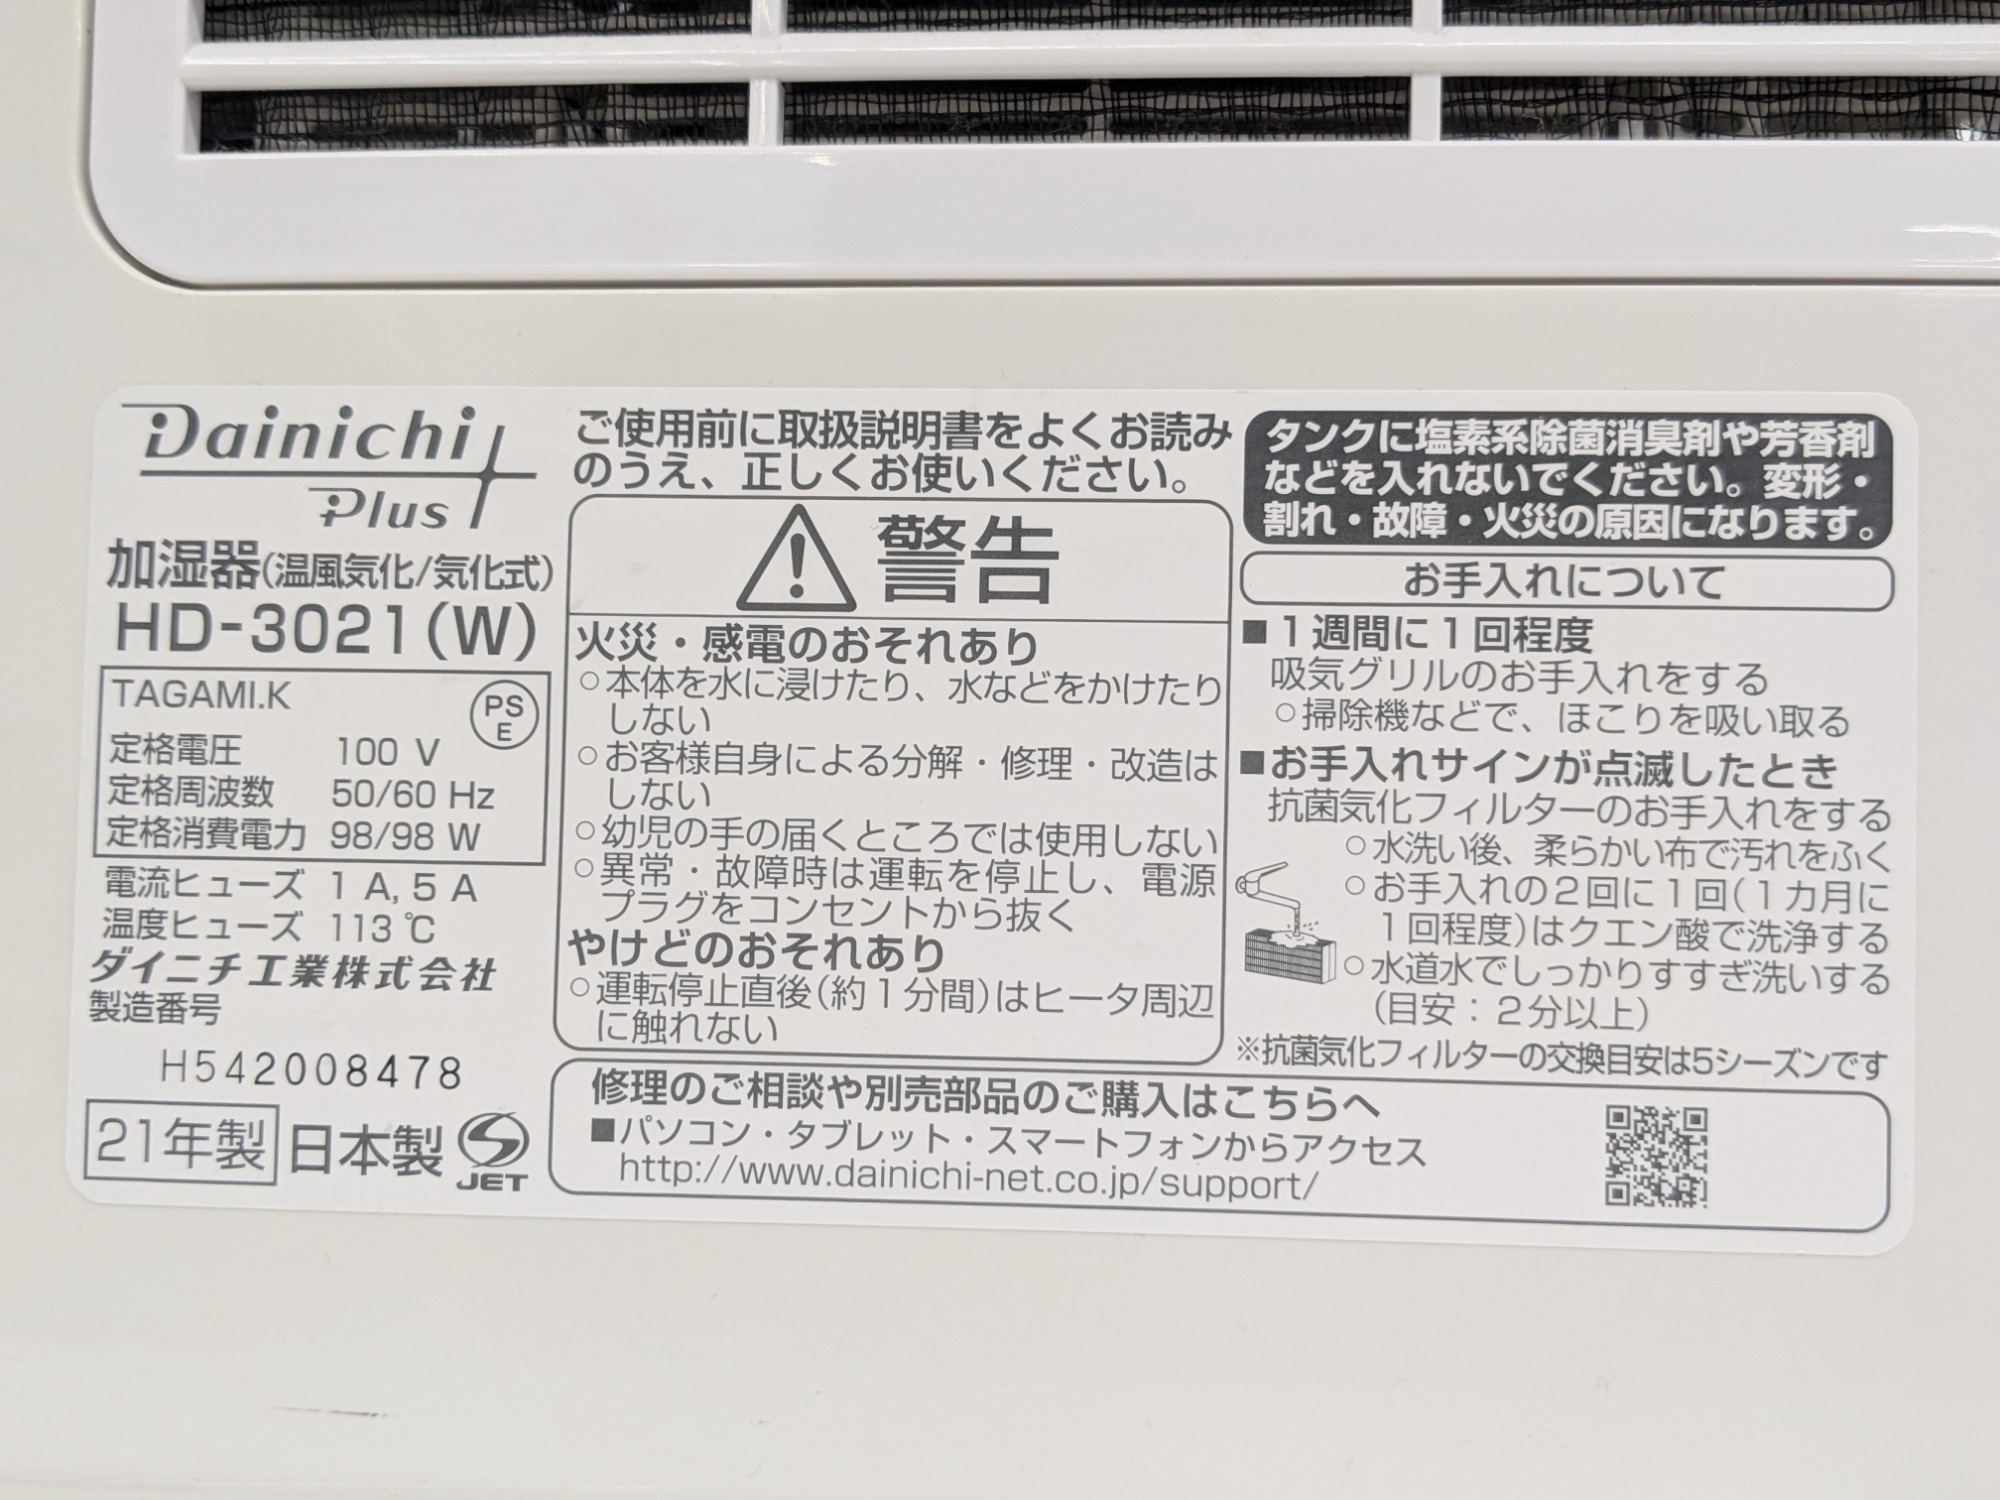 Dainichi
Plus
加湿器(温風気化/気化式)
HD-3021(W)
TAGAMI.K
PS
E
定格電圧 100 V
定格周波数 50/60 Hz
定格消費電力 98/98 W
電流ヒューズ 1 A, 5 A
温度ヒューズ 113℃
ダイニチ工業株式会社
製造番号
H542008478
21年製 日本製
JET
ご使用前に取扱説明書をよくお読み
のうえ、正しくお使いください。
警告
火災・感電のおそれあり
○本体を水に浸けたり、水などをかけたり
しない
○お客様自身による分解・修理・改造は
しない
○幼児の手の届くところでは使用しない
○異常・故障時は運転を停止し、電源
プラグをコンセントから抜く
やけどのおそれあり
○運転停止直後(約1分間)はヒータ周辺
に触れない
タンクに塩素系除菌消臭剤や芳香剤
などを入れないでください。変形・
割れ・故障・火災の原因になります。
お手入れについて
■1週間に1回程度
吸気グリルのお手入れをする
○掃除機などで、ほこりを吸い取る
■お手入れサインが点滅したとき
抗菌気化フィルターのお手入れをする
○水洗い後、柔らかい布で汚れをふく
○お手入れの2回に1回(1カ月に
1回程度)はクエン酸で洗浄する
○水道水でしっかりすすぎ洗いする
(目安:2分以上)
※抗菌気化フィルターの交換目安は5シーズンです
修理のご相談や別売部品のご購入はこちらへ
■パソコン・タブレット・スマートフォンからアクセス
http://www.dainichi-net.co.jp/support/